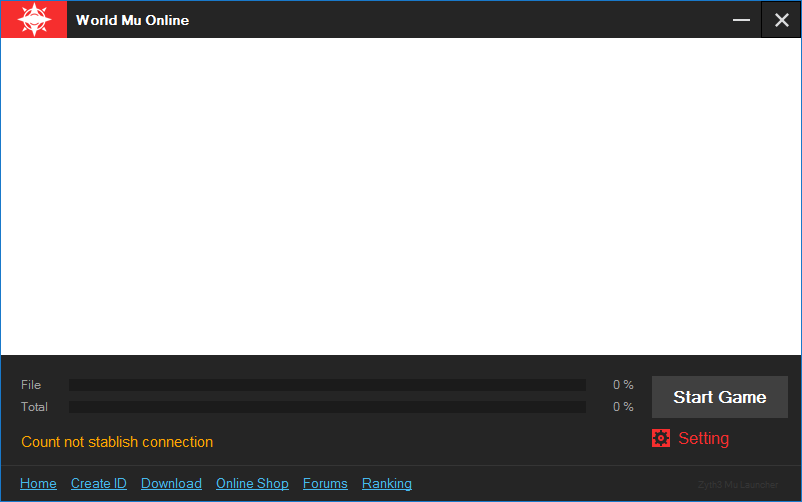 World Mu Online
File 0 %
Total 0 %
Start Game
Count not stablish connection
Setting
Home Create ID Download Online Shop Forums Ranking
Mu Launcher